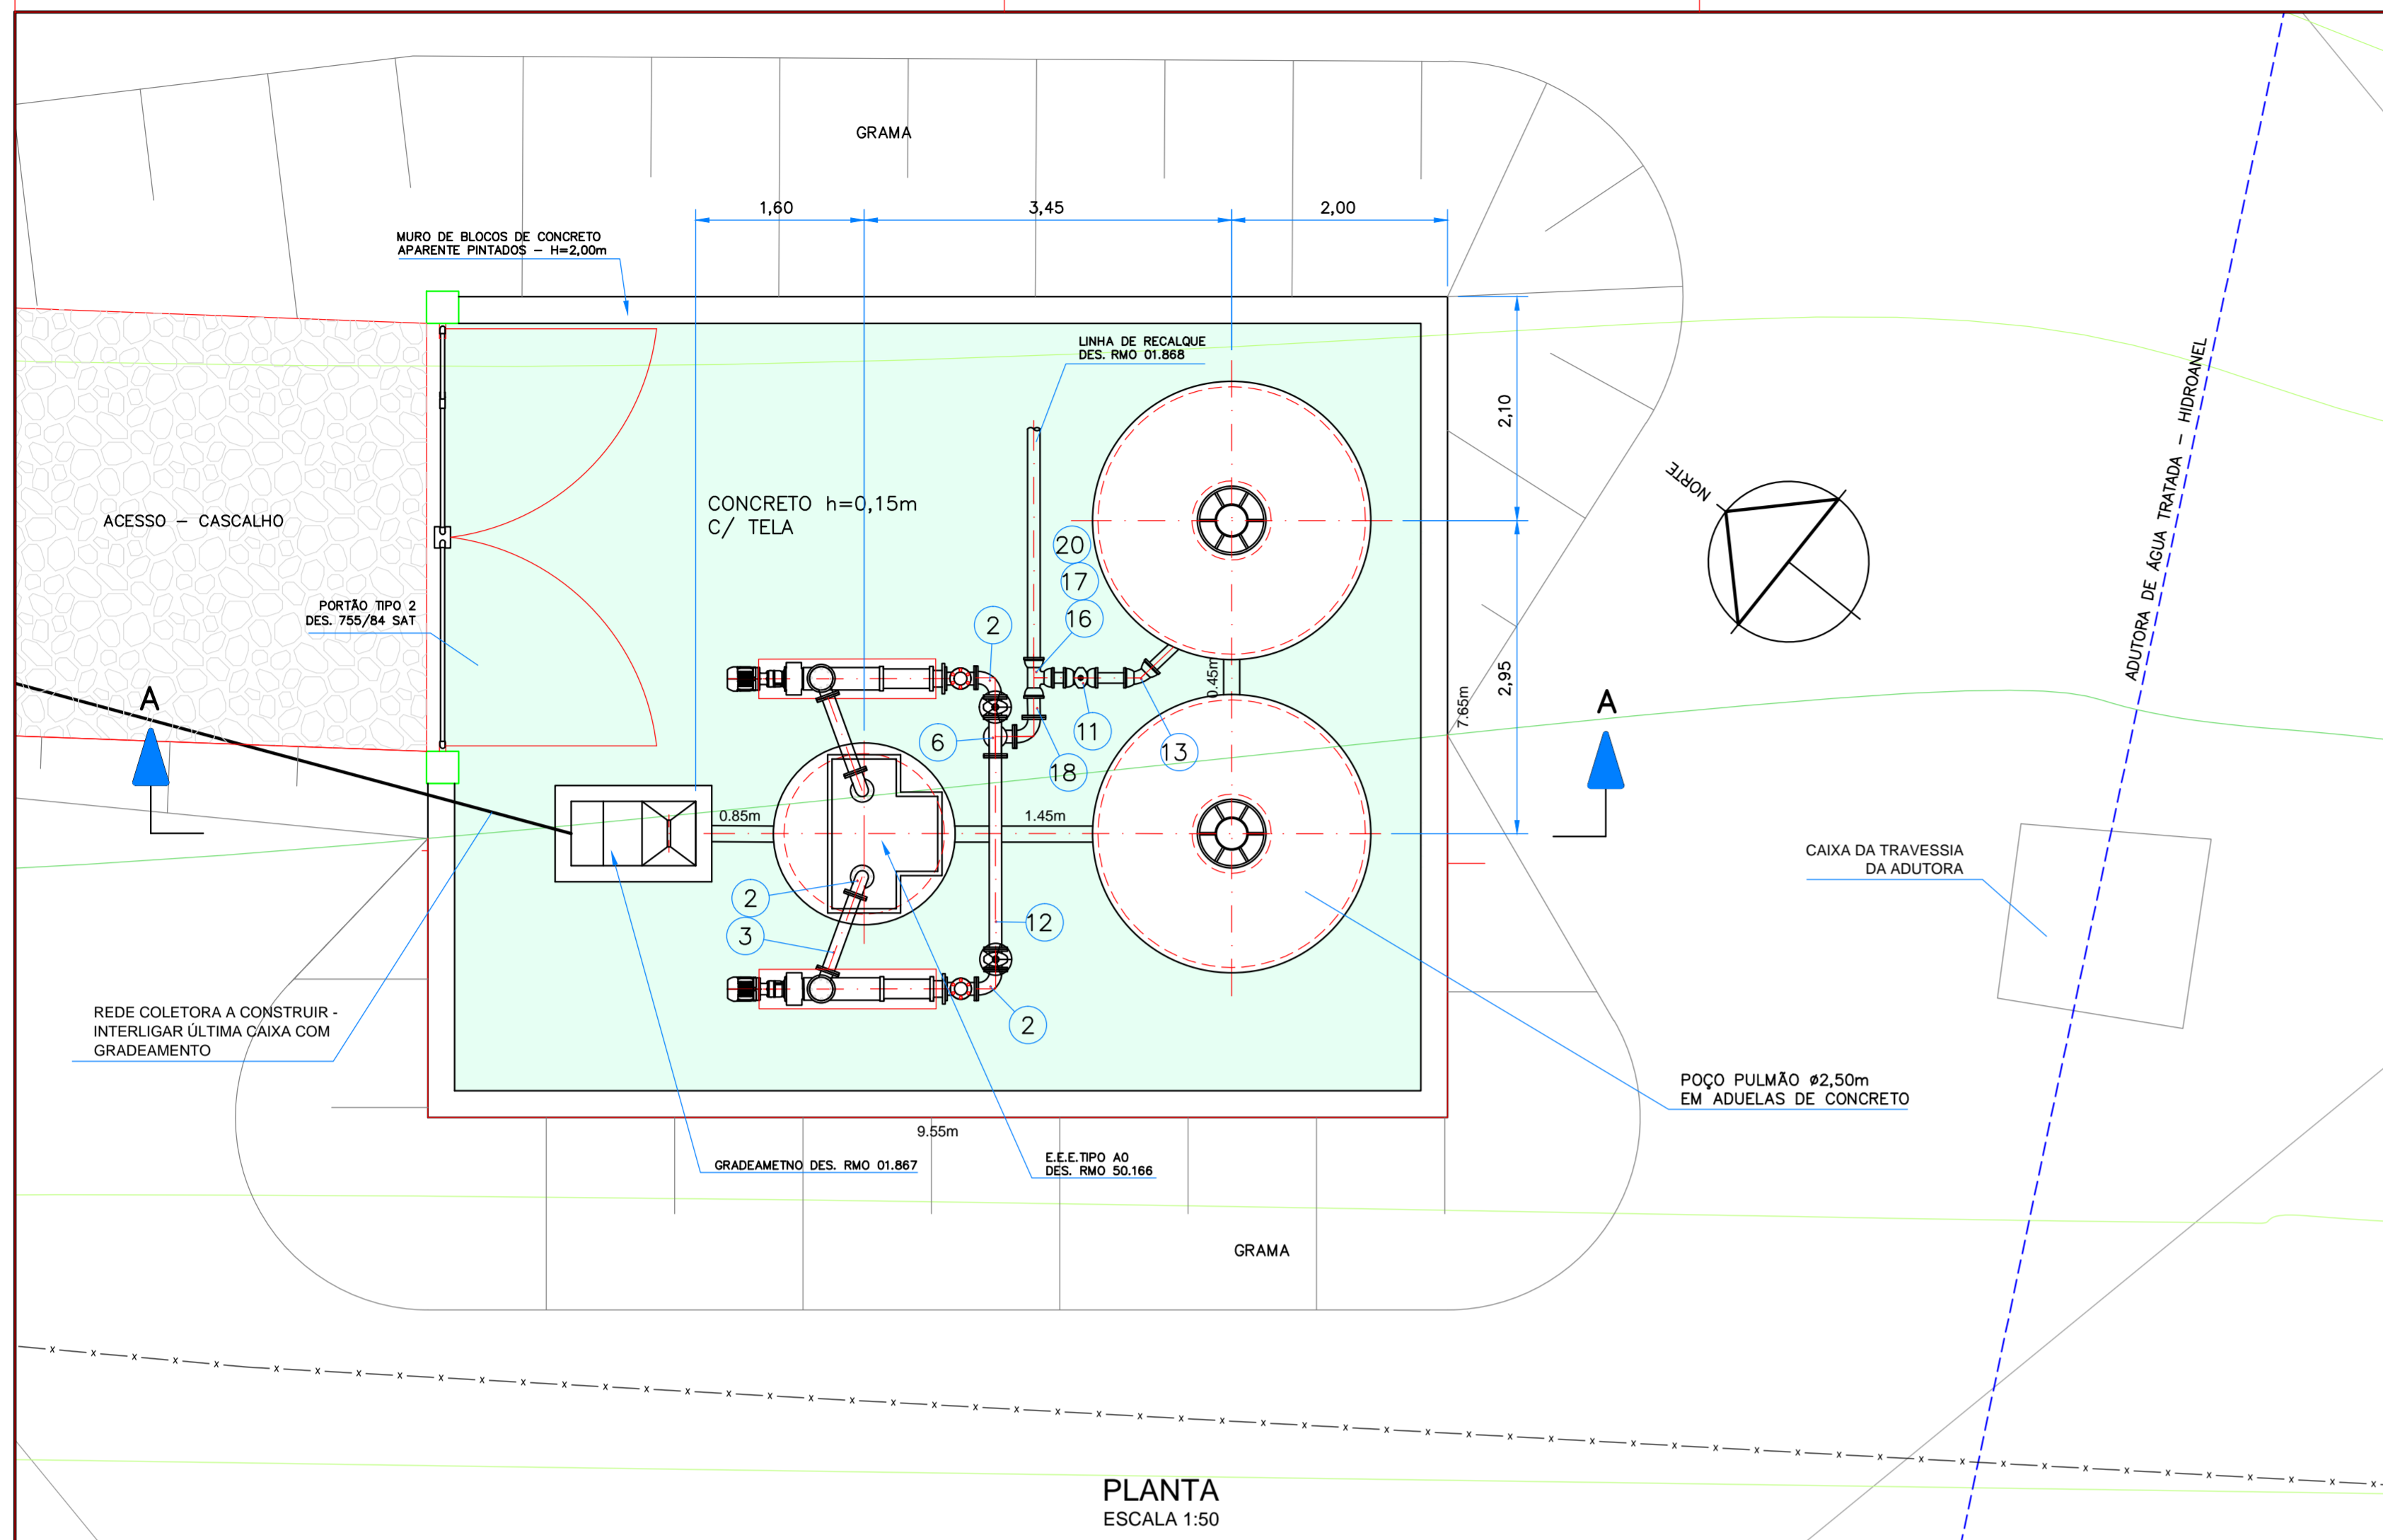 GRAMA
1,60
3,45
2,00
MURO DE BLOCOS DE CONCRETO
APARENTE PINTADOS – H=2,00m
LINHA DE RECALQUE
DES. RMO 01.868
2,10
NORTE
ADUTORA DE ÁGUA TRATADA - HIDROANEL
CONCRETO h=0,15m
C/ TELA
ACESSO – CASCALHO
20
17
16
2
PORTÃO TIPO 2
DES. 755/84 SAT
0.45m
2,95
7.65m
A
A
11
6
13
18
0.85m
1.45m
CAIXA DA TRAVESSIA
DA ADUTORA
2
12
3
REDE COLETORA A CONSTRUIR -
INTERLIGAR ÚLTIMA CAIXA COM
GRADEAMENTO
2
POÇO PULMÃO ø2,50m
EM ADUELAS DE CONCRETO
9.55m
GRADEAMETNO DES. RMO 01.867
E.E.E.TIPO A0
DES. RMO 50.166
GRAMA
PLANTA
ESCALA 1:50